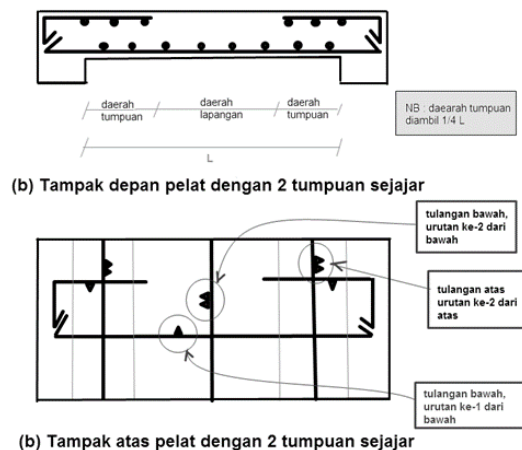 daerah
tumpuan
daerah
lapangan
daerah
tumpuan
L
NB : daearah tumpuan
diambil 1/4 L
(b) Tampak depan pelat dengan 2 tumpuan sejajar
tulangan bawah,
urutan ke-2 dari
bawah
tulangan atas
urutan ke-2 dari
atas
tulangan bawah,
urutan ke-1 dari
bawah
(b) Tampak atas pelat dengan 2 tumpuan sejajar